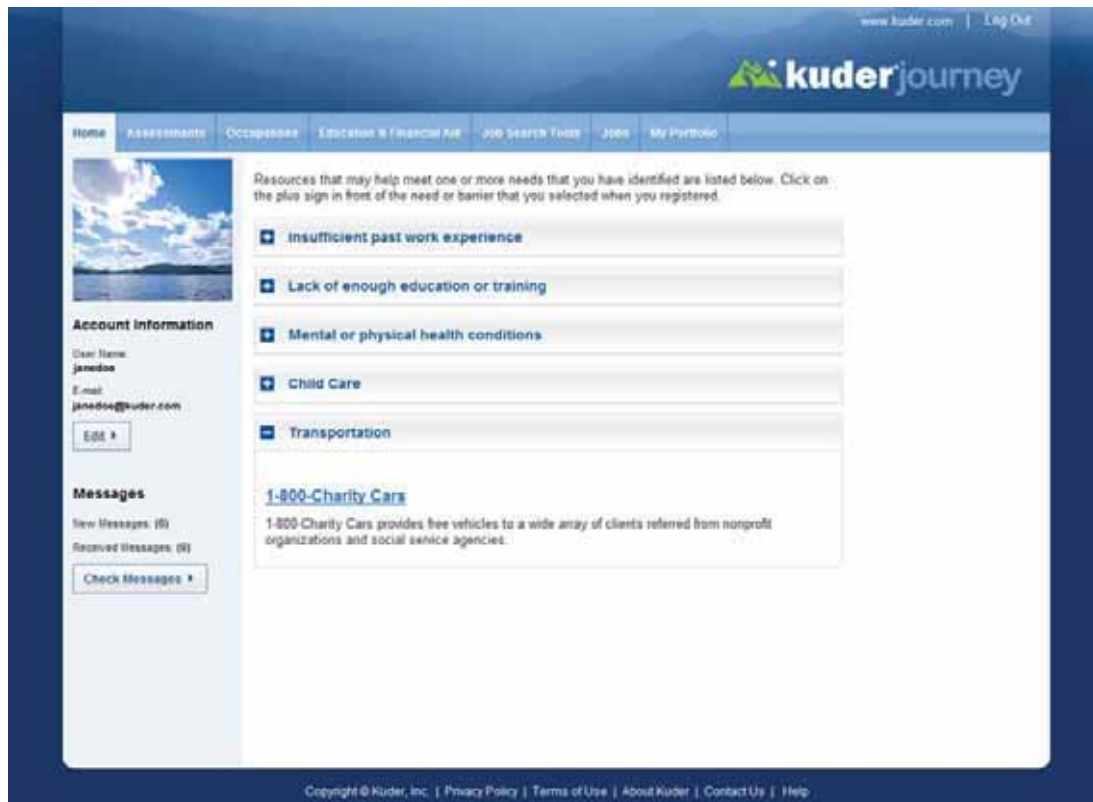 www.kuder.com | Log Out
kuderjourney
Home Assessments Occupations Education & Financial Aid Job Search Tools Jobs My Portfolio
Resources that may help meet one or more needs that you have identified are listed below. Click on
the plus sign in front of the need or barrier that you selected when you registered.
Insufficient past work experience
Lack of enough education or training
Mental or physical health conditions
Child Care
Transportation
1-800-Charity Cars
1-800 Charity Cars provides free vehicles to a wide array of clients referred from nonprofit
organizations and social service agencies.
Account Information
User Name:
janedoe
E-mail:
janedoe@kuder.com
Edit
Messages
New Messages: (0)
Received Messages: (0)
Check Messages
Copyright © Kuder, Inc. | Privacy Policy | Terms of Use | About Kuder | Contact Us | Help